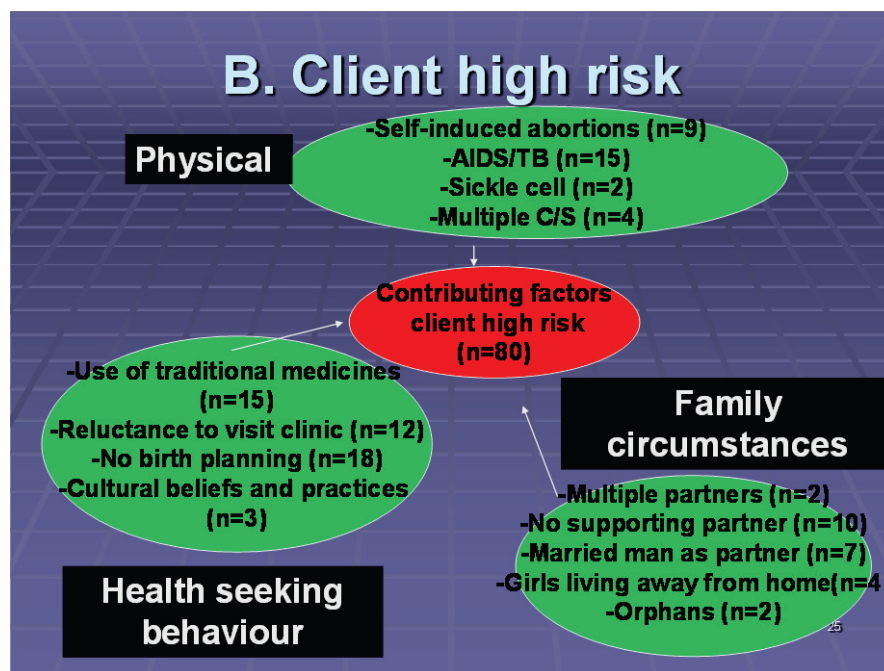 B. Client high risk
Physical
-Self-induced abortions (n=9)
-AIDS/TB (n=15)
-Sickle cell (n=2)
-Multiple C/S (n=4)
Contributing factors
client high risk
(n=80)
-Use of traditional medicines
(n=15)
-Reluctance to visit clinic (n=12)
-No birth planning (n=18)
-Cultural beliefs and practices
(n=3)
Health seeking
behaviour
Family
circumstances
-Multiple partners (n=2)
-No supporting partner (n=10)
-Married man as partner (n=7)
-Girls living away from home(n=4
-Orphans (n=2)
25